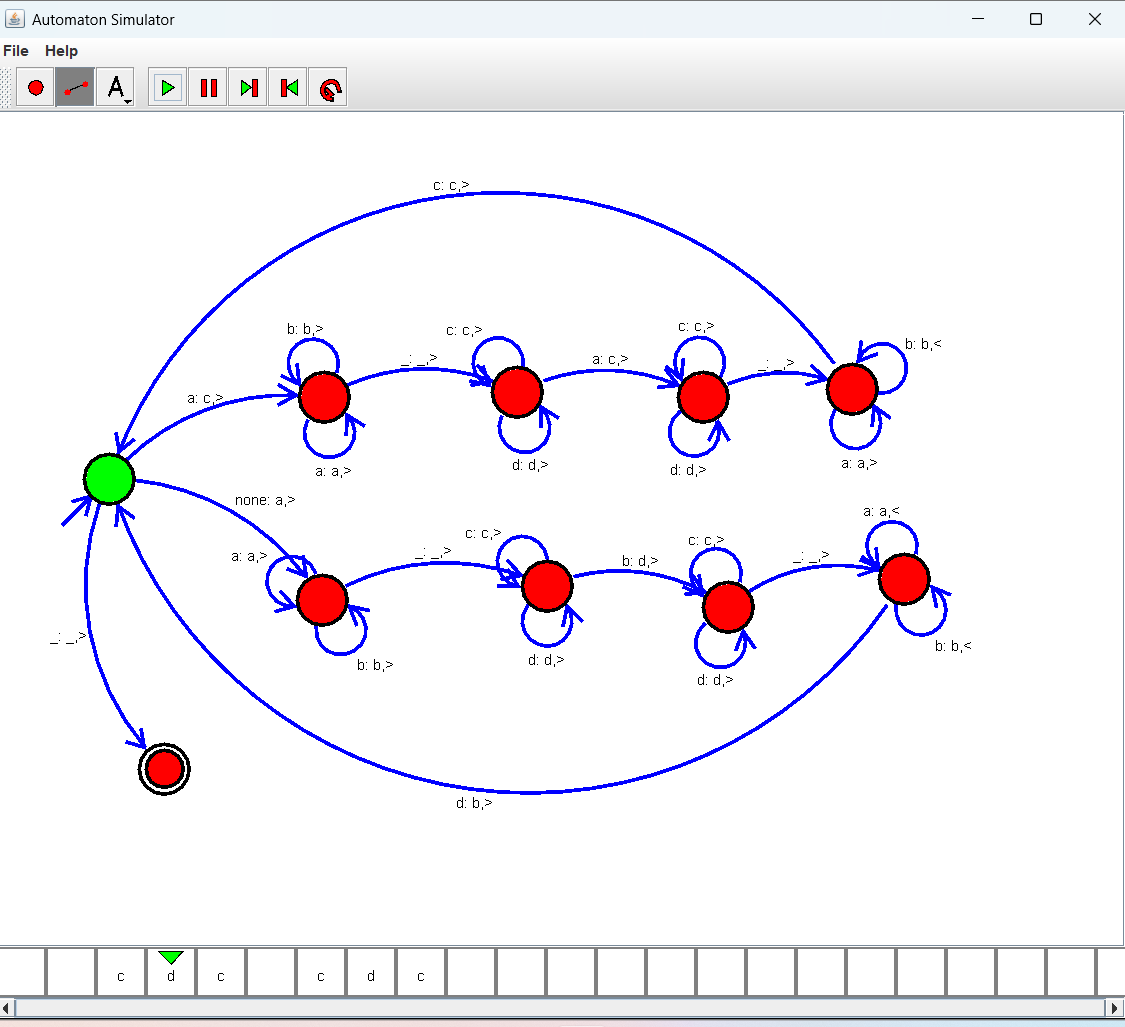 Automaton Simulator
File Help
A
c: c,>
b: b,>
c: c,>
c: c,>
b: b,<
_: _,>
a: c,>
_: _,>
a: c,>
a: a,>
d: d,>
d: d,>
a: a,>
none: a,>
a: a,<
c: c,>
c: c,>
a: a,>
_: _,>
b: d,>
_: _,>
_: _,>
b: b,>
d: d,>
d: d,>
b: b,<
d: b,>
c d c c d c